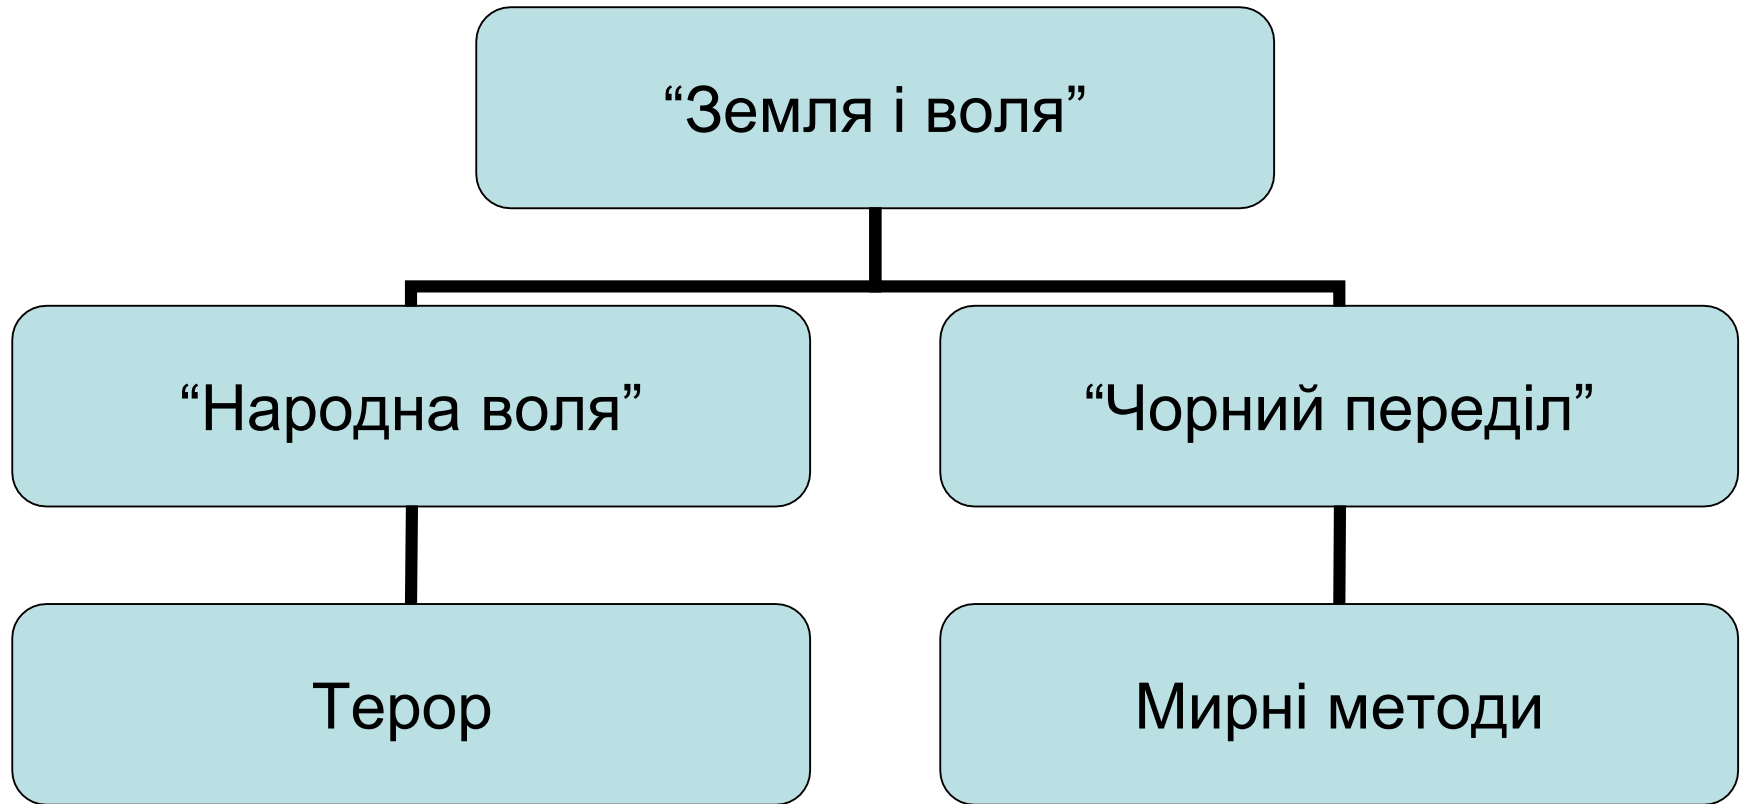 “Земля і воля”
“Народна воля”
“Чорний переділ”
Терор
Мирні методи